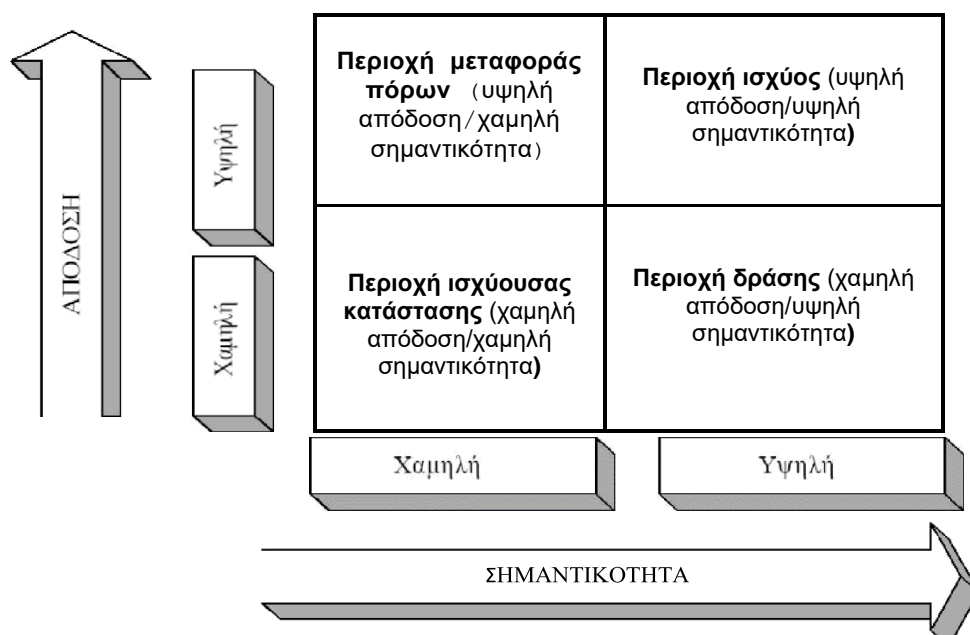 ΑΠΟΔΟΣΗ
Υψηλή
Περιοχή μεταφοράς
πόρων (υψηλή
απόδοση/χαμηλή
σημαντικότητα)
Περιοχή ισχύος (υψηλή
απόδοση/υψηλή
σημαντικότητα)
Χαμηλή
Περιοχή ισχύουσας
κατάστασης (χαμηλή
απόδοση/χαμηλή
σημαντικότητα)
Περιοχή δράσης (χαμηλή
απόδοση/υψηλή
σημαντικότητα)
Χαμηλή
Υψηλή
ΣΗΜΑΝΤΙΚΟΤΗΤΑ